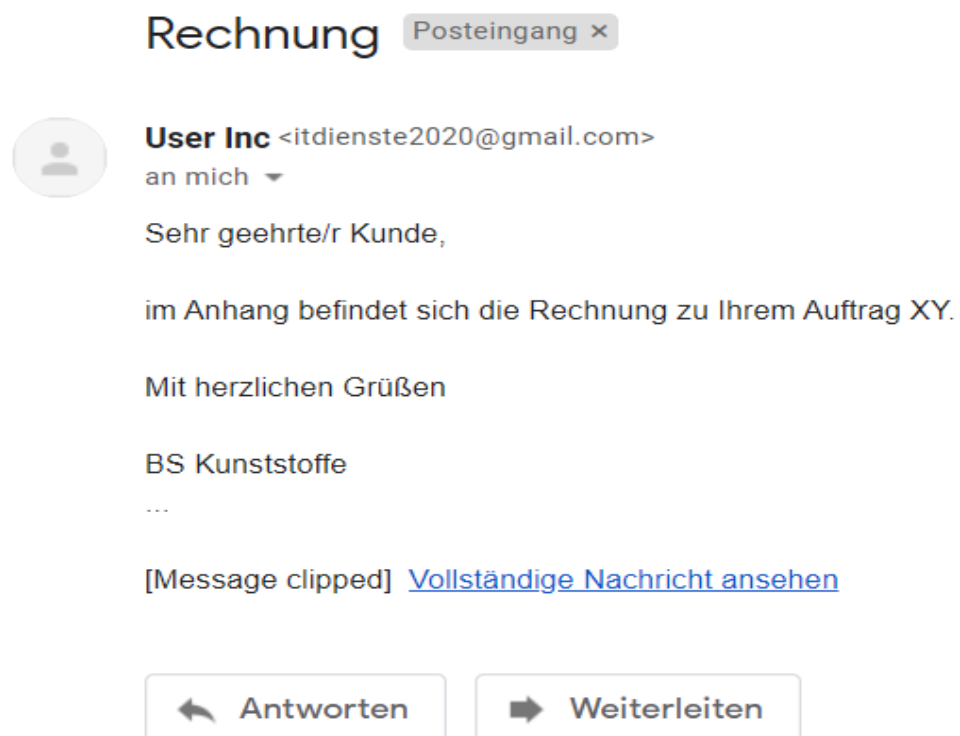 Rechnung Posteingang ×
User Inc <itdienste2020@gmail.com>
an mich
Sehr geehrte/r Kunde,
im Anhang befindet sich die Rechnung zu Ihrem Auftrag XY.
Mit herzlichen Grüßen
BS Kunststoffe
...
[Message clipped] Vollständige Nachricht ansehen
Antworten Weiterleiten